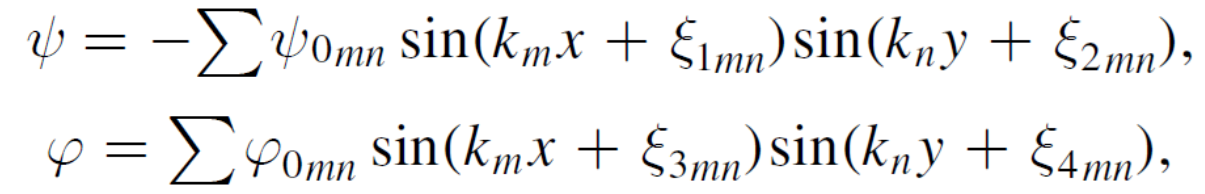 ψ = −∑ψ₀ₘₙ sin(kₘx + ξ₁ₘₙ)sin(kₙy + ξ₂ₘₙ),
φ = ∑φ₀ₘₙ sin(kₘx + ξ₃ₘₙ)sin(kₙy + ξ₄ₘₙ),